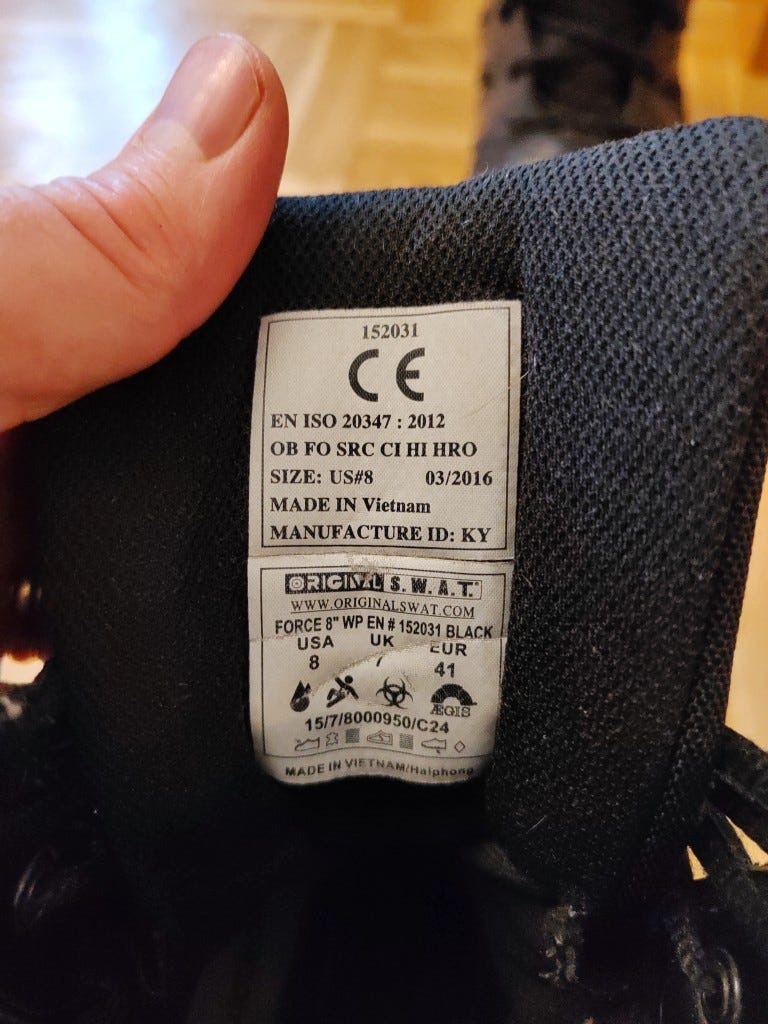 152031
CE
EN ISO 20347 : 2012
OB FO SRC CI HI HRO
SIZE: US#8 03/2016
MADE IN Vietnam
MANUFACTURE ID: KY
ORIGINAL S.W.A.T.
WWW.ORIGINALSWAT.COM
FORCE 8" WP EN # 152031 BLACK
USA UK EUR
8 41
ÆGIS
15/7/8000950/C24
MADE IN VIETNAM/Haiphong